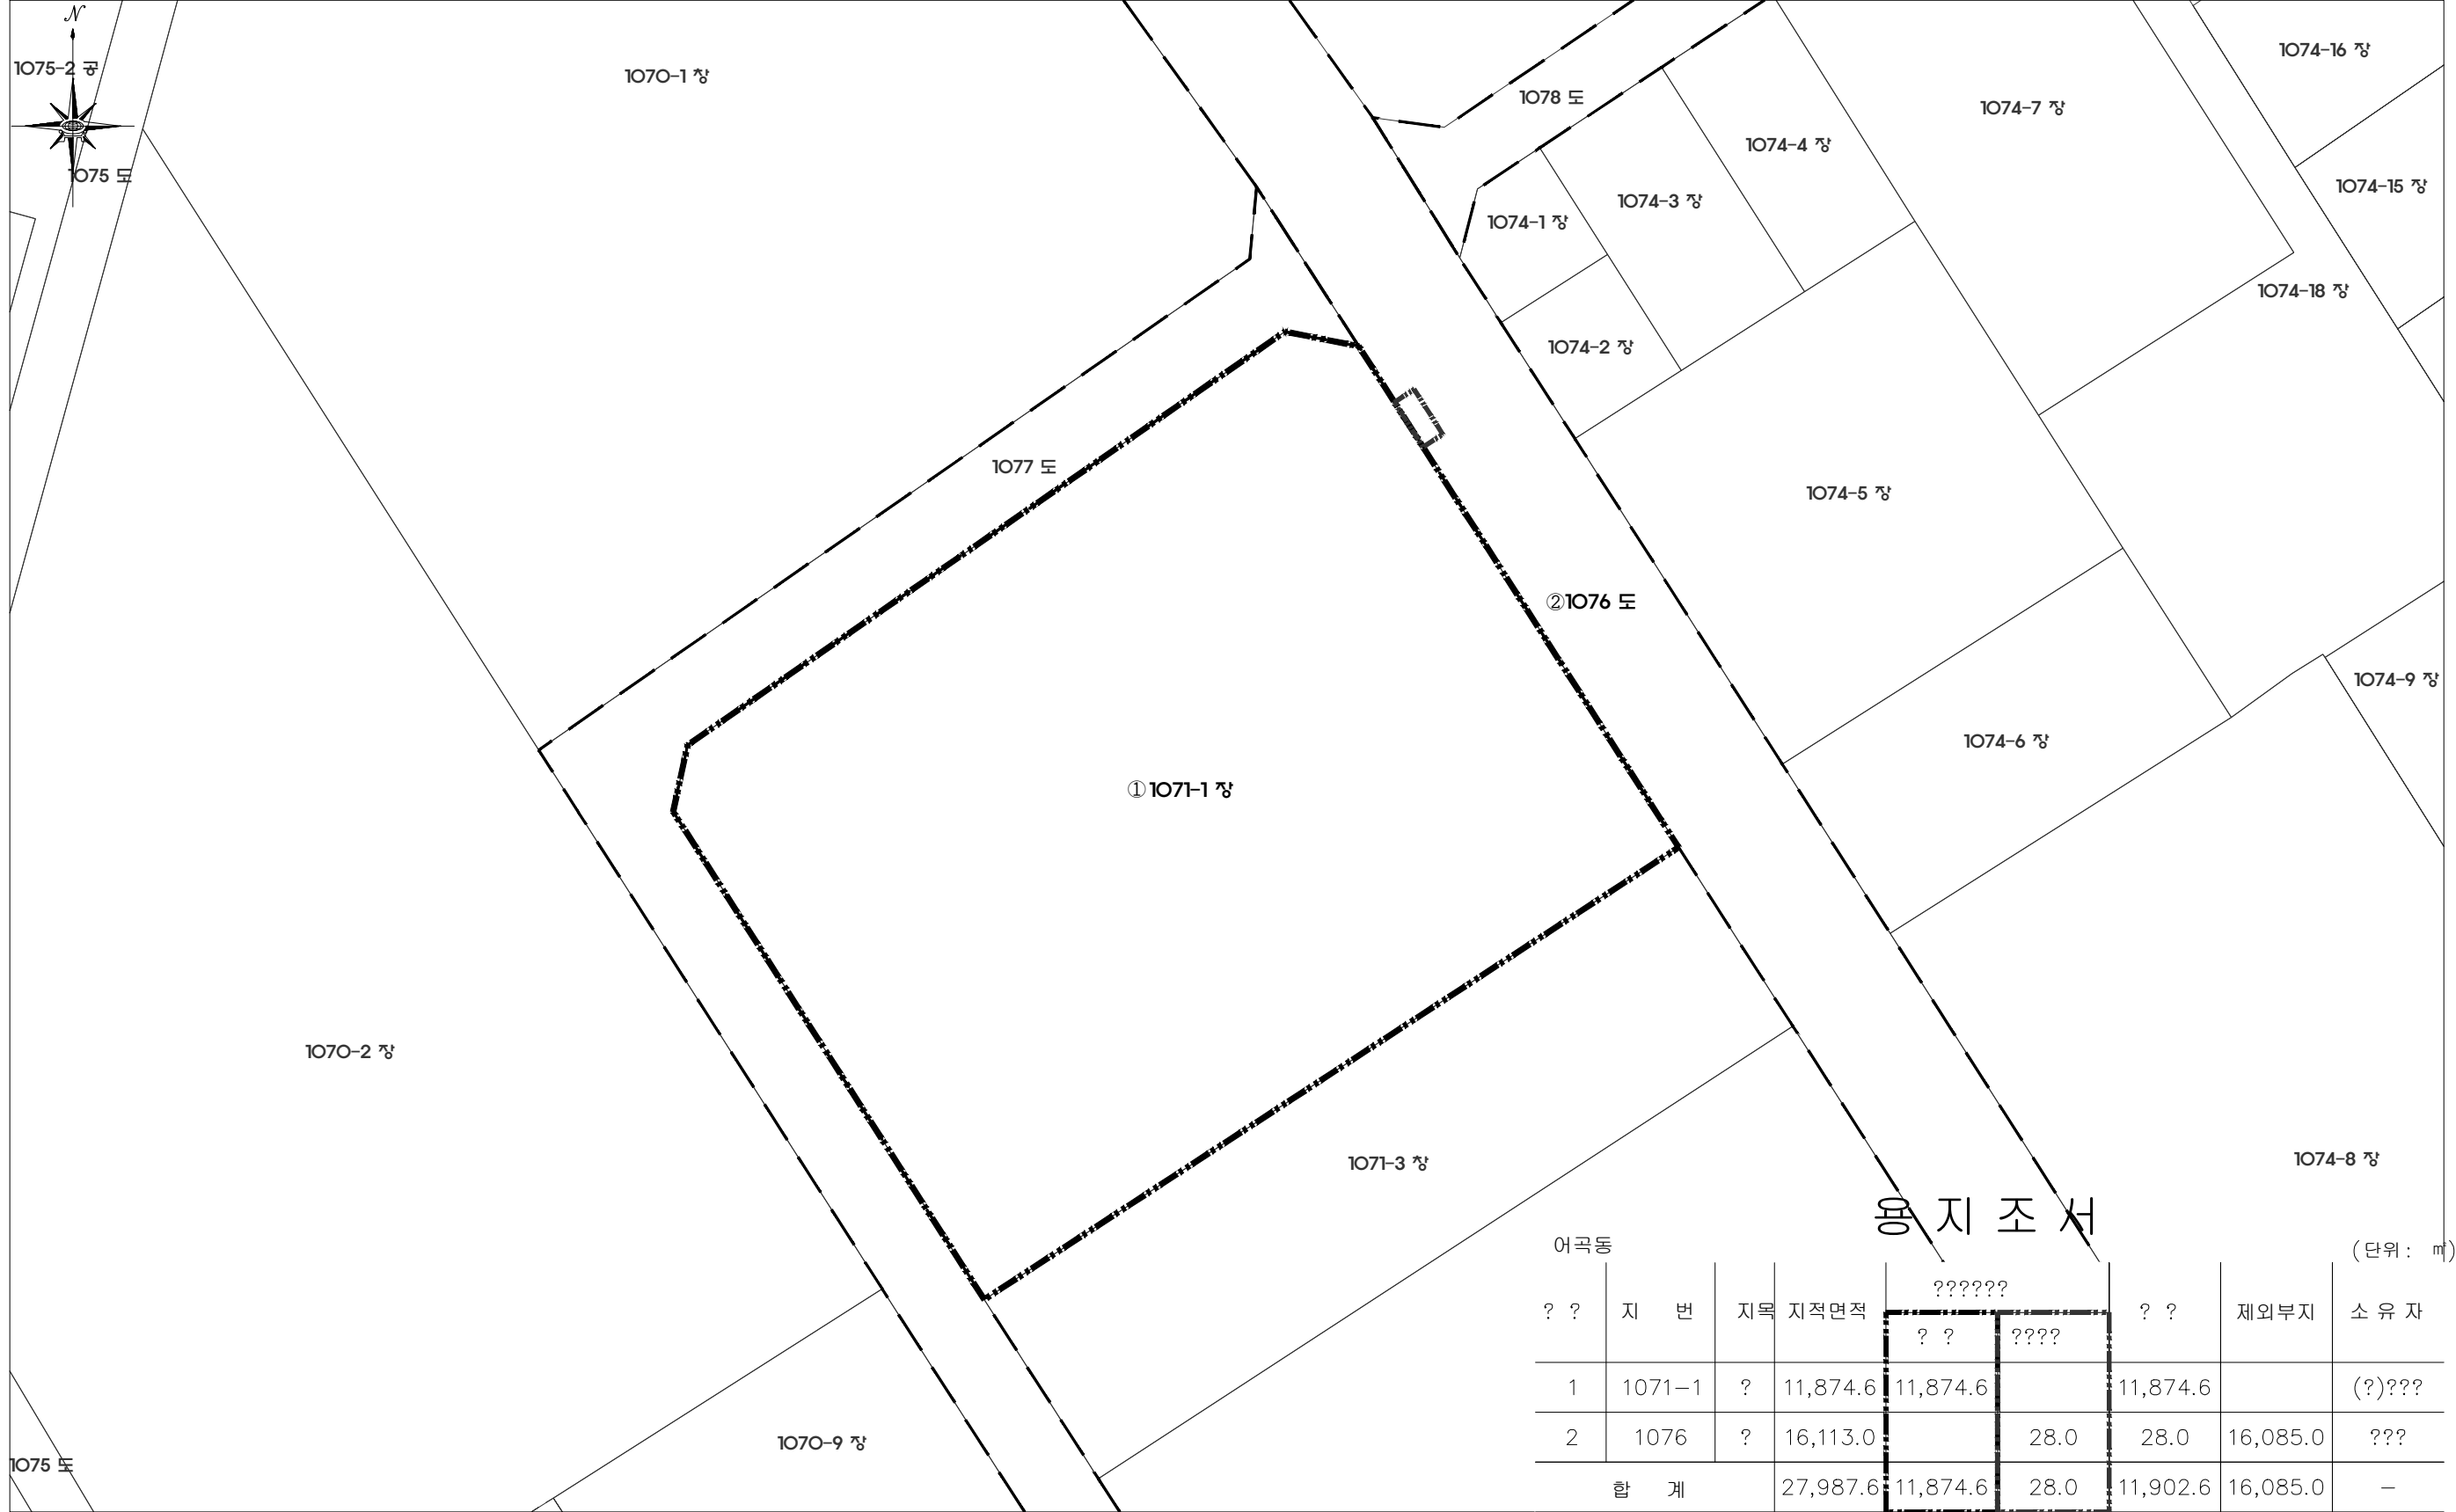 N
1075-2 공
1070-1 장
1074-16 장
1078 도
1074-7 장
1074-4 장
1075 도
1074-15 장
1074-3 장
1074-1 장
1074-18 장
1074-2 장
1077 도
1074-5 장
②1076 도
1074-9 장
1074-6 장
①1071-1 장
1070-2 장
1071-3 장
1074-8 장
1070-9 장
1075 도
용 지 조 서
어곡동 (단위 : ㎡)
??????
? ? 지 번 지목 지적면적 ? ? 제외부지 소 유 자
? ? ????
1 1071-1 ? 11,874.6 11,874.6 11,874.6 (?)???
2 1076 ? 16,113.0 28.0 28.0 16,085.0 ???
합 계 27,987.6 11,874.6 28.0 11,902.6 16,085.0 -